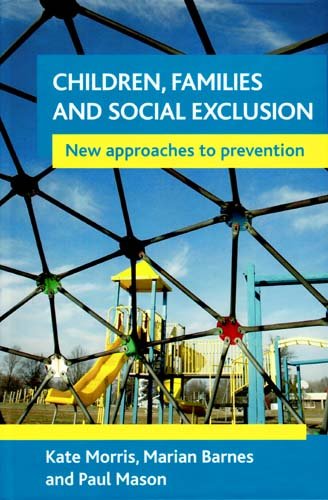 CHILDREN, FAMILIES
AND SOCIAL EXCLUSION
New approaches to prevention
Kate Morris, Marian Barnes
and Paul Mason